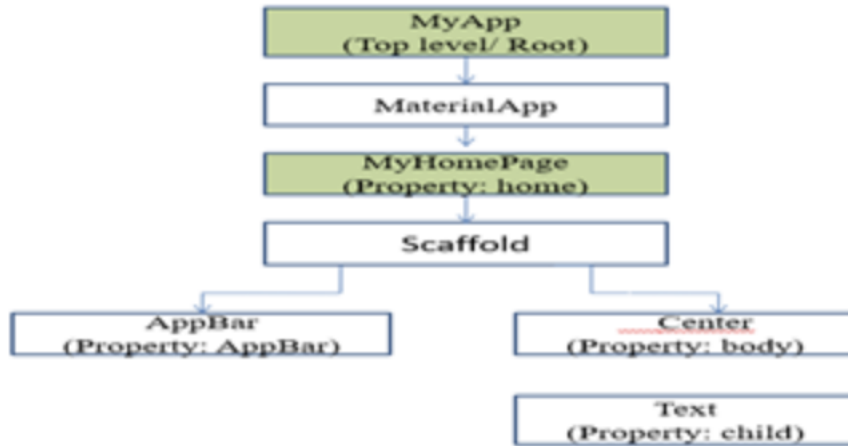 MyApp
(Top level/ Root)
MaterialApp
MyHomePage
(Property: home)
Scaffold
AppBar
(Property: AppBar)
Center
(Property: body)
Text
(Property: child)